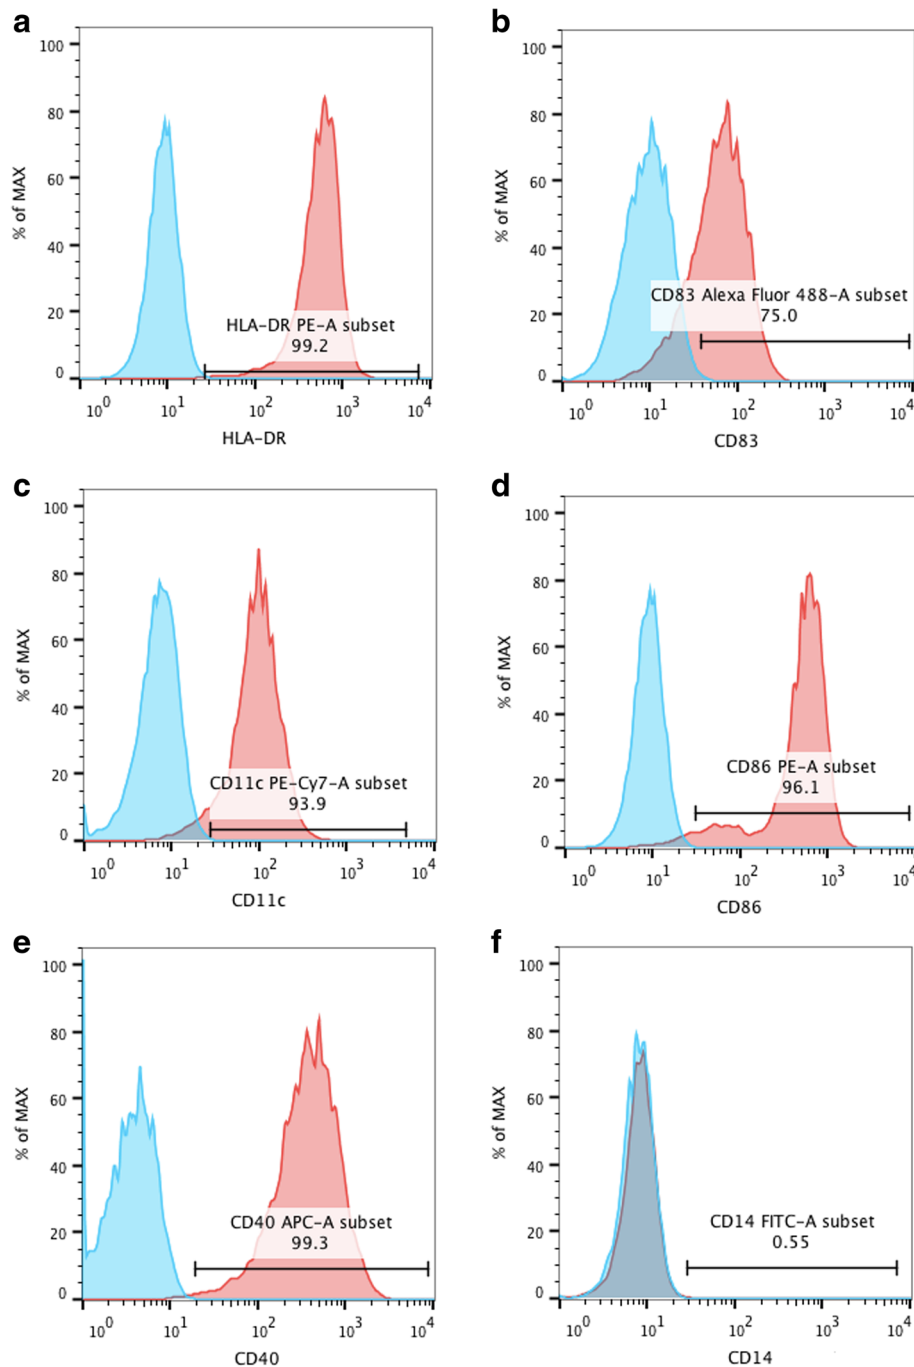 a
100
80
60
40
20
0
% of MAX
HLA-DR PE-A subset
99.2
10^0 10^1 10^2 10^3 10^4
HLA-DR
b
100
80
60
40
20
0
% of MAX
CD83 Alexa Fluor 488-A subset
75.0
10^0 10^1 10^2 10^3 10^4
CD83
c
100
80
60
40
20
0
% of MAX
CD11c PE-Cy7-A subset
93.9
10^0 10^1 10^2 10^3 10^4
CD11c
d
100
80
60
40
20
0
% of MAX
CD86 PE-A subset
96.1
10^0 10^1 10^2 10^3 10^4
CD86
e
100
80
60
40
20
0
% of MAX
CD40 APC-A subset
99.3
10^0 10^1 10^2 10^3 10^4
CD40
f
100
80
60
40
20
0
% of MAX
CD14 FITC-A subset
0.55
10^0 10^1 10^2 10^3 10^4
CD14